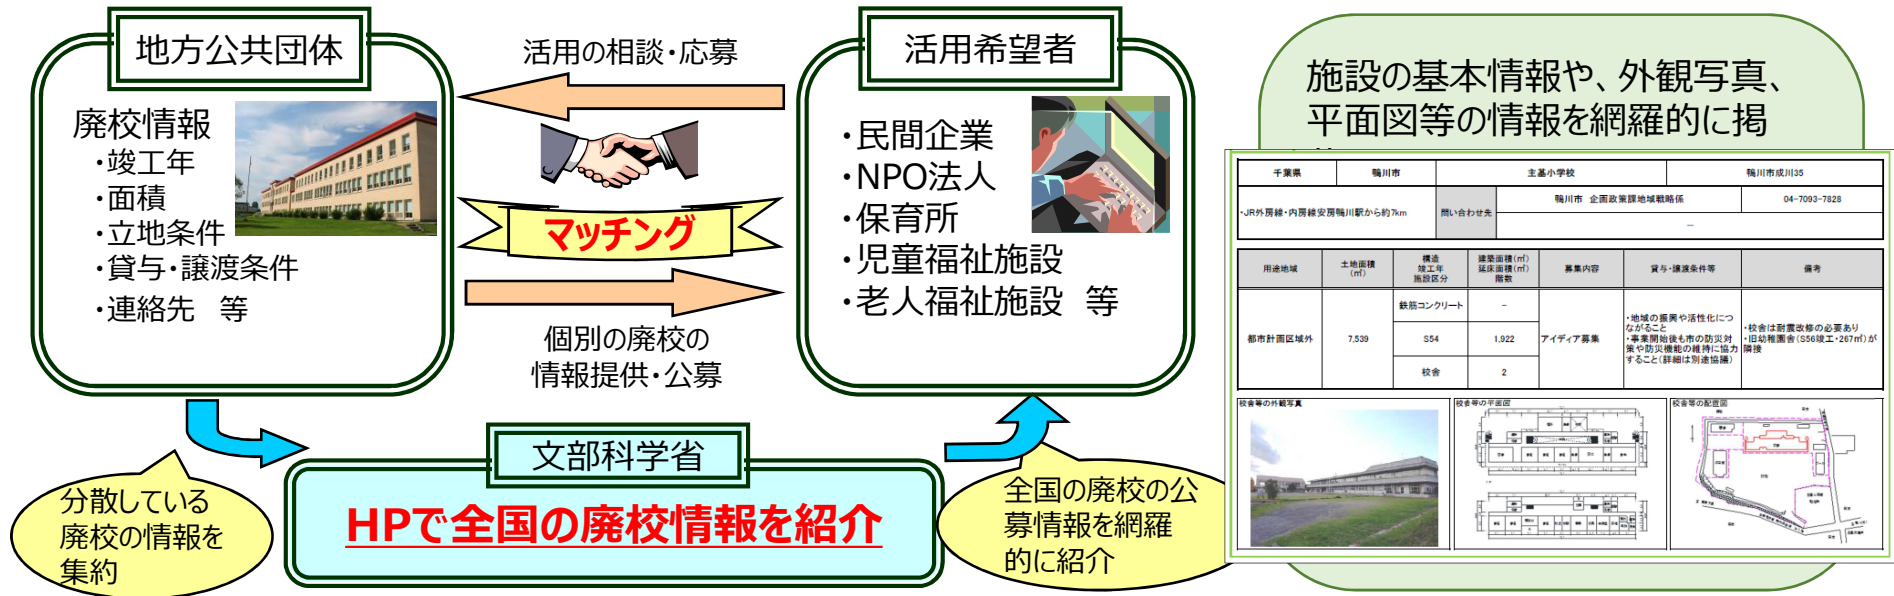 地方公共団体
廃校情報
・竣工年
・面積
・立地条件
・貸与・譲渡条件
・連絡先　等
活用の相談・応募
マッチング
個別の廃校の
情報提供・公募
活用希望者
・民間企業
・NPO法人
・保育所
・児童福祉施設
・老人福祉施設　等
分散している
廃校の情報を
集約
文部科学省
HPで全国の廃校情報を紹介
全国の廃校の公
募情報を網羅
的に紹介
施設の基本情報や、外観写真、
平面図等の情報を網羅的に掲
千葉県　鴨川市　主基小学校　鴨川市成川35
・JR外房線・内房線安房鴨川駅から約7km　問い合わせ先　鴨川市 企画政策課地域戦略係　04-7093-7828
－
用途地域　土地面積（㎡）　構造 竣工年 施設区分　建築面積（㎡） 延床面積（㎡） 階数　募集内容　貸与・譲渡条件等　備考
鉄筋コンクリート　－
都市計画区域外　7,539　S54　1,922　アイディア募集
校舎　2
・地域の振興や活性化につ
ながること
・事業開始後も市の防災対
策や防災機能の維持に協力
すること（詳細は別途協議）
・校舎は耐震改修の必要あり
・旧幼稚園舎（S56竣工・267㎡）が
隣接
校舎等の外観写真　校舎等の平面図　校舎等の配置図